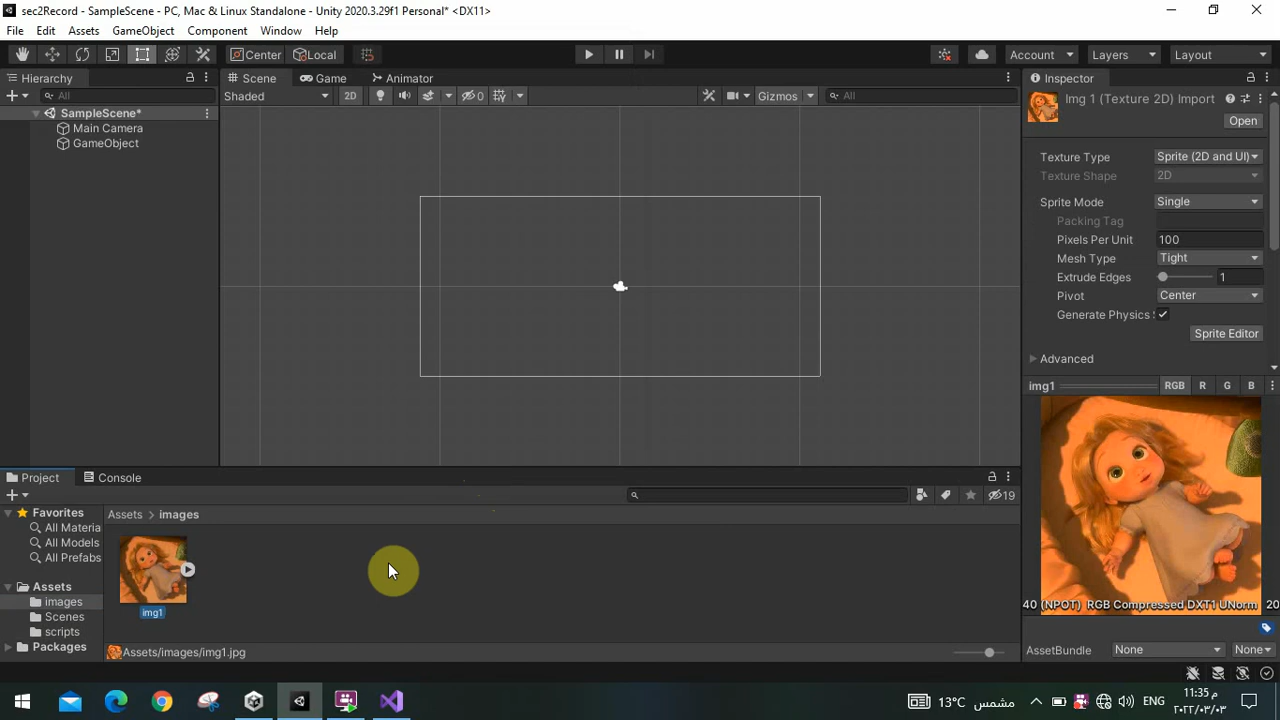 sec2Record - SampleScene - PC, Mac & Linux Standalone - Unity 2020.3.29f1 Personal* <DX11>
File Edit Assets GameObject Component Window Help
Center Local Account Layers Layout
Hierarchy
All
SampleScene*
Main Camera
GameObject
Scene Game Animator
Shaded 2D 0 Gizmos All
Inspector
Img 1 (Texture 2D) Import
Open
Texture Type Sprite (2D and UI)
Texture Shape 2D
Sprite Mode Single
Packing Tag
Pixels Per Unit 100
Mesh Type Tight
Extrude Edges 1
Pivot Center
Generate Physics S
Sprite Editor
Advanced
img1 RGB R G B
40 (NPOT) RGB Compressed DXT1 UNorm 20
AssetBundle None None
Project Console
19
Favorites
All Materia
All Models
All Prefabs
Assets
images
Scenes
scripts
Packages
Assets > images
img1
Assets/images/img1.jpg
13°C مشمس
ENG
11:35 م
٢٠٢٢/٠٣/٠٣